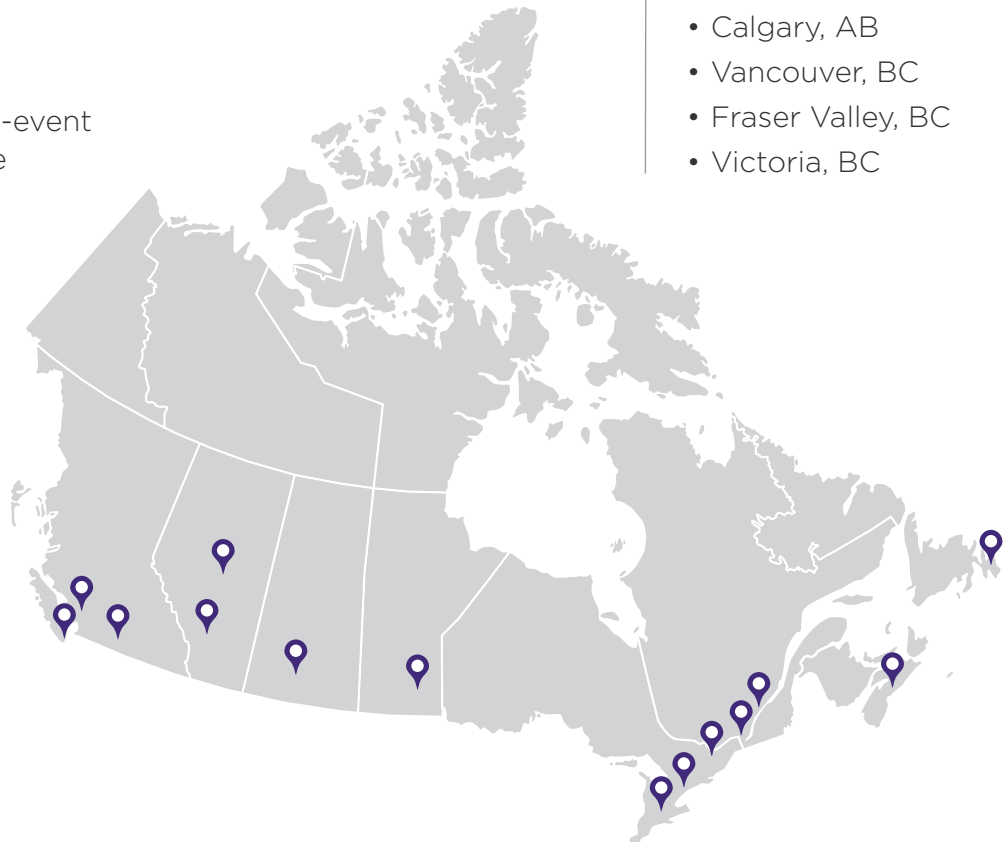 -event
• Calgary, AB
• Vancouver, BC
• Fraser Valley, BC
• Victoria, BC